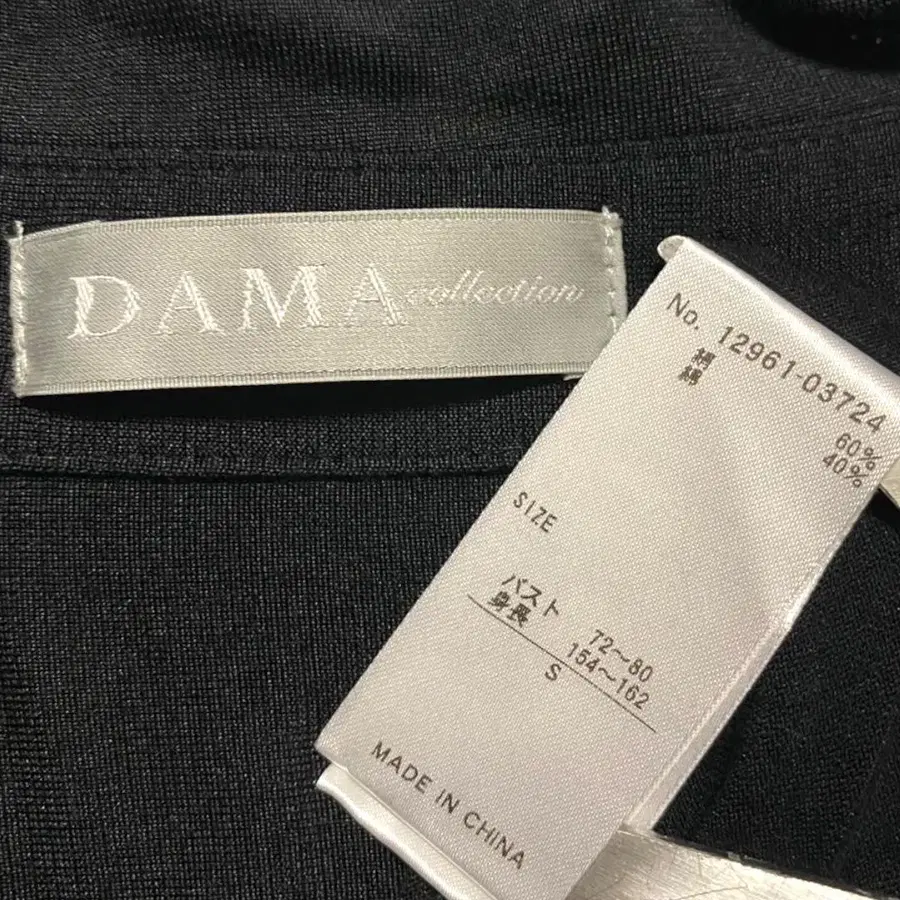 DAMA collection
No. 12961-03724
絹 60%
綿 40%
SIZE
バスト 72～80
身長 154～162
S
MADE IN CHINA